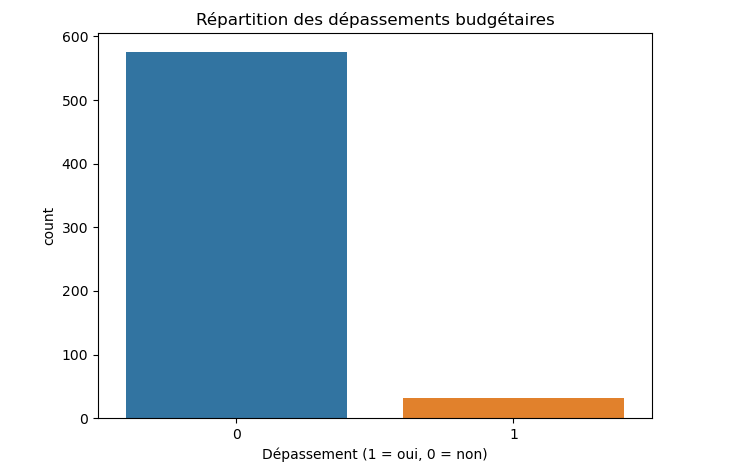 Répartition des dépassements budgétaires
600
500
400
300
200
100
0
count
0 1
Dépassement (1 = oui, 0 = non)